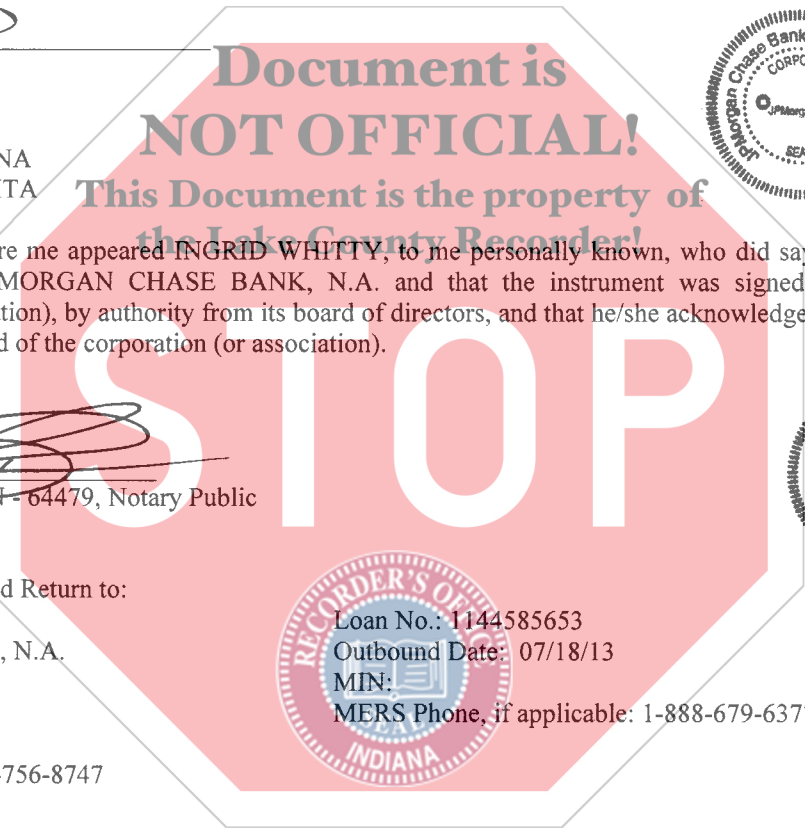 Document is
NOT OFFICIAL!
This Document is the property of
the Lake County Recorder!
JPMorgan Chase Bank
CORPO
JPMorg
SEA
NA
ITA
re me appeared INGRID WHITTY, to me personally known, who did say
MORGAN CHASE BANK, N.A. and that the instrument was signed
tion), by authority from its board of directors, and that he/she acknowledge
d of the corporation (or association).
STOP
- 64479, Notary Public
d Return to:
, N.A.
756-8747
RECORDER'S OFFICE
SEAL
INDIANA
Loan No.: 1144585653
Outbound Date: 07/18/13
MIN:
MERS Phone, if applicable: 1-888-679-637